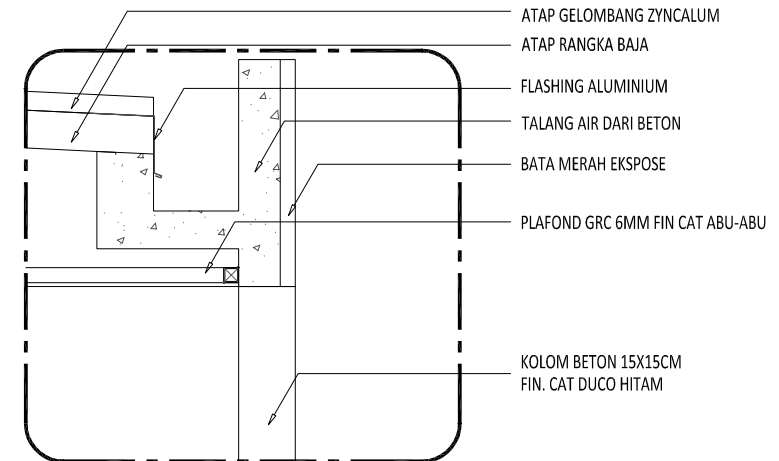 ATAP GELOMBANG ZYNCALUM
ATAP RANGKA BAJA
FLASHING ALUMINIUM
TALANG AIR DARI BETON
BATA MERAH EKSPOSE
PLAFOND GRC 6MM FIN CAT ABU-ABU
KOLOM BETON 15X15CM
FIN. CAT DUCO HITAM